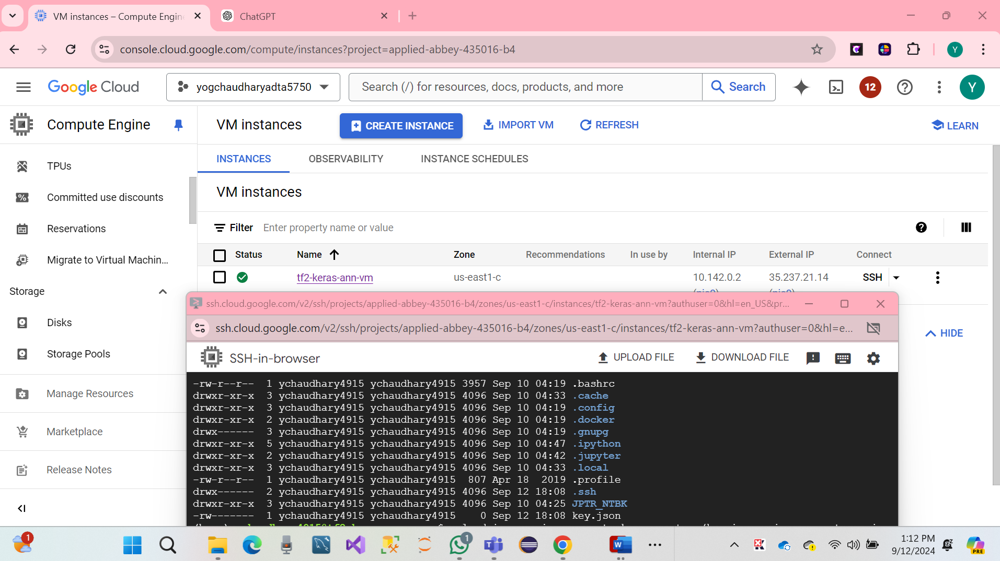 VM instances – Compute Engin
ChatGPT
console.cloud.google.com/compute/instances?project=applied-abbey-435016-b4
Y
Google Cloud
yogchaudharyadta5750
Search (/) for resources, docs, products, and more
Search
12
Y
Compute Engine
VM instances
CREATE INSTANCE
IMPORT VM
REFRESH
LEARN
TPUs
Committed use discounts
Reservations
Migrate to Virtual Machin...
Storage
Disks
Storage Pools
Manage Resources
Marketplace
Release Notes
INSTANCES
OBSERVABILITY
INSTANCE SCHEDULES
VM instances
Filter
Enter property name or value
Status
Name
Zone
Recommendations
In use by
Internal IP
External IP
Connect
tf2-keras-ann-vm
us-east1-c
10.142.0.2
35.237.21.14
SSH
HIDE
ssh.cloud.google.com/v2/ssh/projects/applied-abbey-435016-b4/zones/us-east1-c/instances/tf2-keras-ann-vm?authuser=0&hl=en_US&pr...
ssh.cloud.google.com/v2/ssh/projects/applied-abbey-435016-b4/zones/us-east1-c/instances/tf2-keras-ann-vm?authuser=0&hl=e...
SSH-in-browser
UPLOAD FILE
DOWNLOAD FILE
-rw-r--r-- 1 ychaudhary4915 ychaudhary4915 3957 Sep 10 04:19 .bashrc
drwxr-xr-x 3 ychaudhary4915 ychaudhary4915 4096 Sep 10 04:33 .cache
drwxr-xr-x 3 ychaudhary4915 ychaudhary4915 4096 Sep 10 04:19 .config
drwxr-xr-x 2 ychaudhary4915 ychaudhary4915 4096 Sep 10 04:19 .docker
drwx------ 3 ychaudhary4915 ychaudhary4915 4096 Sep 10 04:19 .gnupg
drwxr-xr-x 5 ychaudhary4915 ychaudhary4915 4096 Sep 10 04:47 .ipython
drwxr-xr-x 2 ychaudhary4915 ychaudhary4915 4096 Sep 10 04:42 .jupyter
drwxr-xr-x 3 ychaudhary4915 ychaudhary4915 4096 Sep 10 04:33 .local
-rw-r--r-- 1 ychaudhary4915 ychaudhary4915 807 Apr 18 2019 .profile
drwx------ 2 ychaudhary4915 ychaudhary4915 4096 Sep 12 18:08 .ssh
drwxr-xr-x 3 ychaudhary4915 ychaudhary4915 4096 Sep 10 04:25 JPTR_NTBK
-rw------- 1 ychaudhary4915 ychaudhary4915 0 Sep 12 18:08 key.json
1
1
W
PRE
1:12 PM
9/12/2024